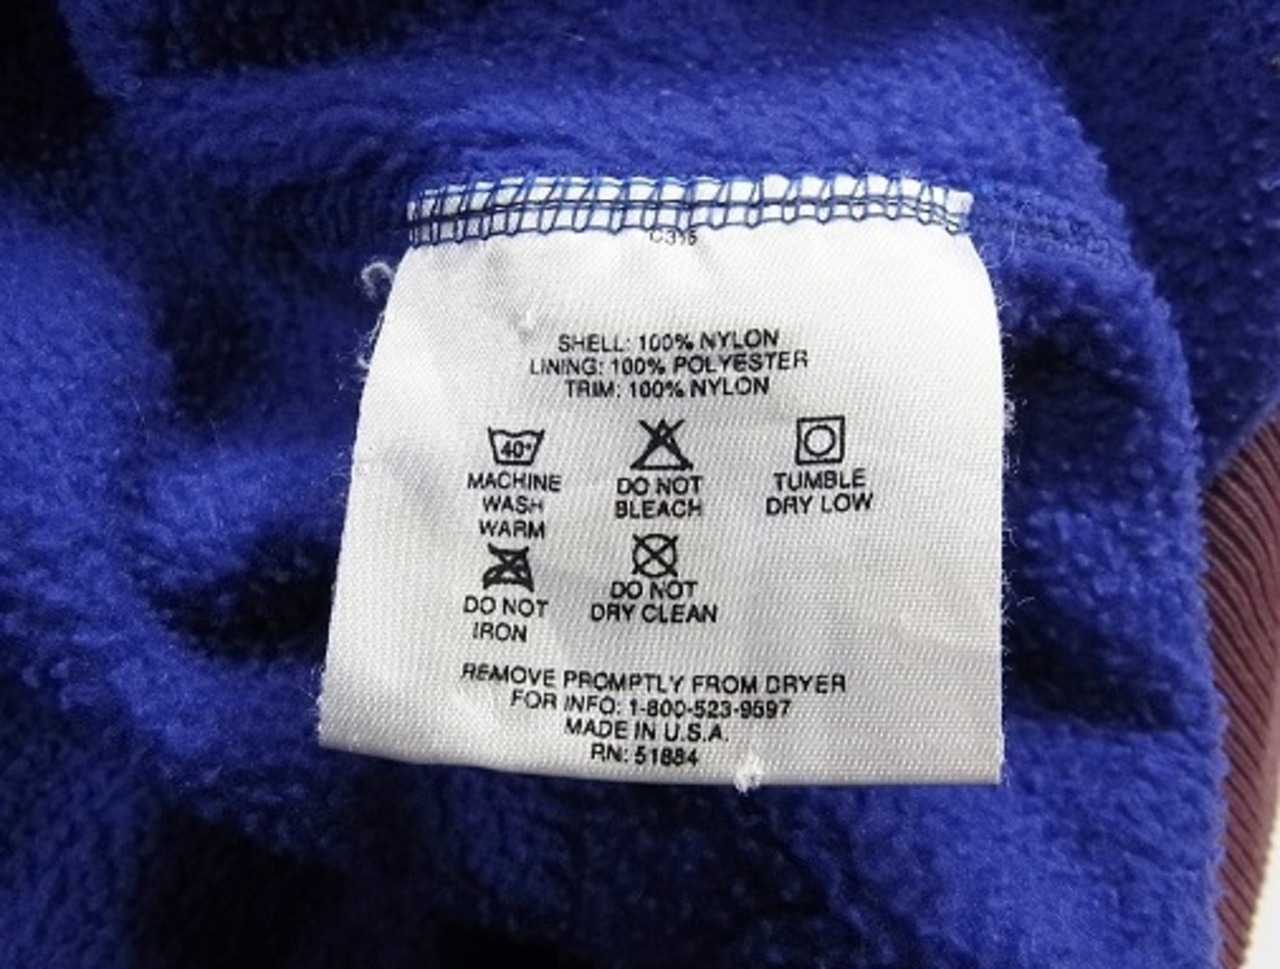 SHELL: 100% NYLON
LINING: 100% POLYESTER
TRIM: 100% NYLON
40°
MACHINE WASH WARM
DO NOT BLEACH
TUMBLE DRY LOW
DO NOT IRON
DO NOT DRY CLEAN
REMOVE PROMPTLY FROM DRYER
FOR INFO: 1-800-523-9597
MADE IN U.S.A.
RN: 51884